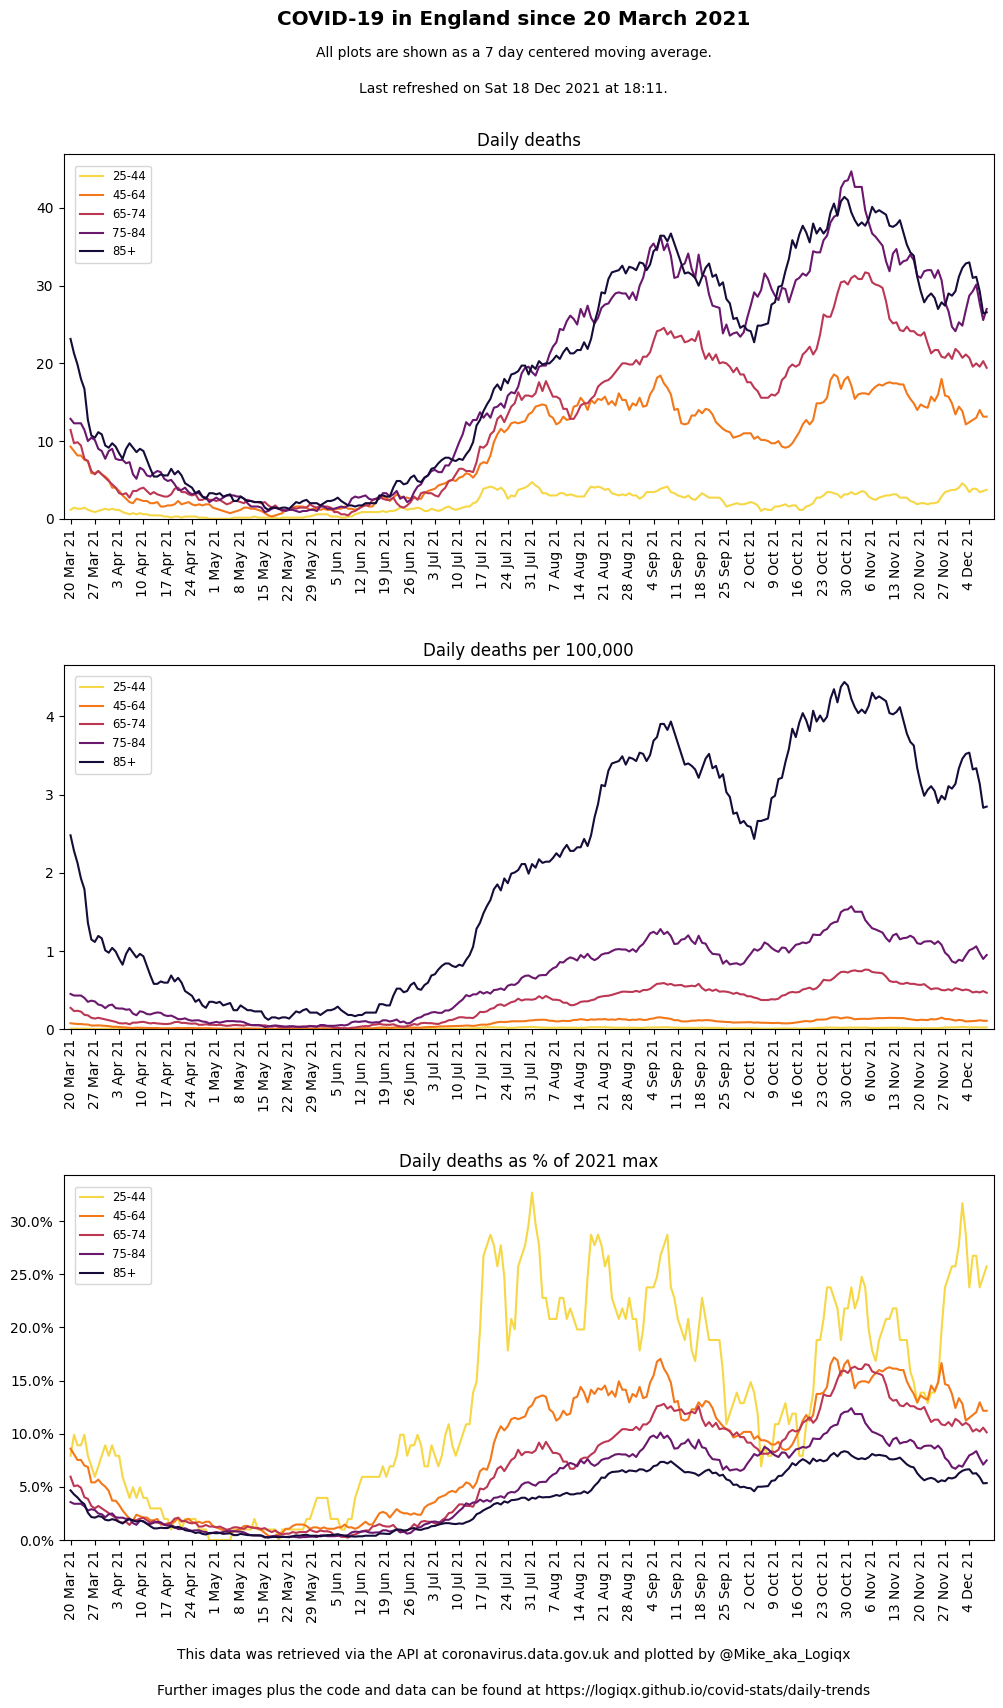 COVID-19 in England since 20 March 2021
All plots are shown as a 7 day centered moving average.
Last refreshed on Sat 18 Dec 2021 at 18:11.
Daily deaths
25-44
45-64
65-74
75-84
85+
40
30
20
10
0
20 Mar 21
27 Mar 21
3 Apr 21
10 Apr 21
17 Apr 21
24 Apr 21
1 May 21
8 May 21
15 May 21
22 May 21
29 May 21
5 Jun 21
12 Jun 21
19 Jun 21
26 Jun 21
3 Jul 21
10 Jul 21
17 Jul 21
24 Jul 21
31 Jul 21
7 Aug 21
14 Aug 21
21 Aug 21
28 Aug 21
4 Sep 21
11 Sep 21
18 Sep 21
25 Sep 21
2 Oct 21
9 Oct 21
16 Oct 21
23 Oct 21
30 Oct 21
6 Nov 21
13 Nov 21
20 Nov 21
27 Nov 21
4 Dec 21
Daily deaths per 100,000
25-44
45-64
65-74
75-84
85+
4
3
2
1
0
20 Mar 21
27 Mar 21
3 Apr 21
10 Apr 21
17 Apr 21
24 Apr 21
1 May 21
8 May 21
15 May 21
22 May 21
29 May 21
5 Jun 21
12 Jun 21
19 Jun 21
26 Jun 21
3 Jul 21
10 Jul 21
17 Jul 21
24 Jul 21
31 Jul 21
7 Aug 21
14 Aug 21
21 Aug 21
28 Aug 21
4 Sep 21
11 Sep 21
18 Sep 21
25 Sep 21
2 Oct 21
9 Oct 21
16 Oct 21
23 Oct 21
30 Oct 21
6 Nov 21
13 Nov 21
20 Nov 21
27 Nov 21
4 Dec 21
Daily deaths as % of 2021 max
25-44
45-64
65-74
75-84
85+
30.0%
25.0%
20.0%
15.0%
10.0%
5.0%
0.0%
20 Mar 21
27 Mar 21
3 Apr 21
10 Apr 21
17 Apr 21
24 Apr 21
1 May 21
8 May 21
15 May 21
22 May 21
29 May 21
5 Jun 21
12 Jun 21
19 Jun 21
26 Jun 21
3 Jul 21
10 Jul 21
17 Jul 21
24 Jul 21
31 Jul 21
7 Aug 21
14 Aug 21
21 Aug 21
28 Aug 21
4 Sep 21
11 Sep 21
18 Sep 21
25 Sep 21
2 Oct 21
9 Oct 21
16 Oct 21
23 Oct 21
30 Oct 21
6 Nov 21
13 Nov 21
20 Nov 21
27 Nov 21
4 Dec 21
This data was retrieved via the API at coronavirus.data.gov.uk and plotted by @Mike_aka_Logiqx
Further images plus the code and data can be found at https://logiqx.github.io/covid-stats/daily-trends